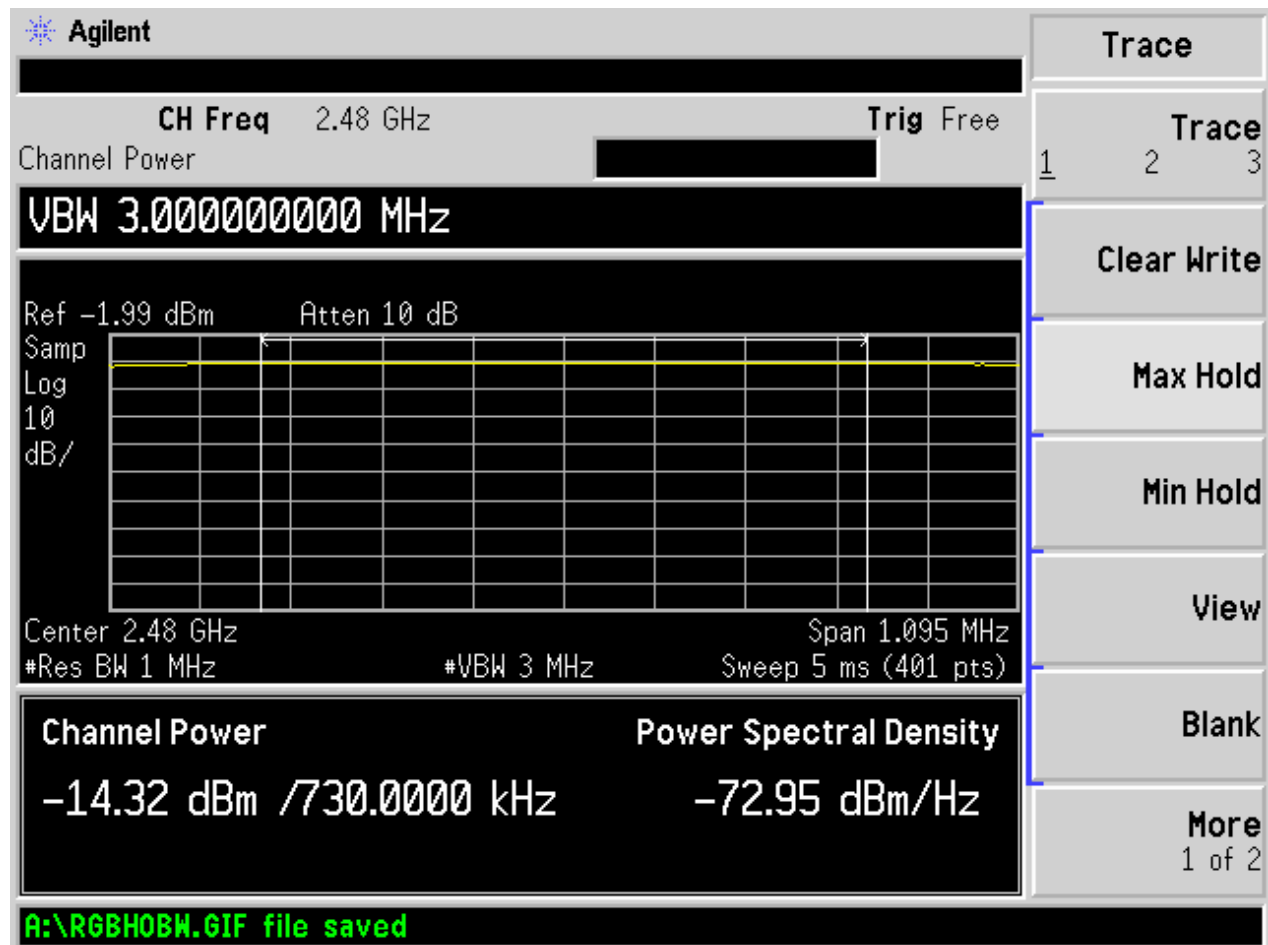 Agilent
Trace
CH Freq 2.48 GHz Trig Free
Channel Power
Trace
1 2 3
VBW 3.000000000 MHz
Clear Write
Ref -1.99 dBm Atten 10 dB
Samp
Log
10
dB/
Max Hold
Min Hold
View
Center 2.48 GHz Span 1.095 MHz
#Res BW 1 MHz #VBW 3 MHz Sweep 5 ms (401 pts)
Channel Power Power Spectral Density
Blank
-14.32 dBm /730.0000 kHz -72.95 dBm/Hz
More
1 of 2
A:\RGBHOBW.GIF file saved